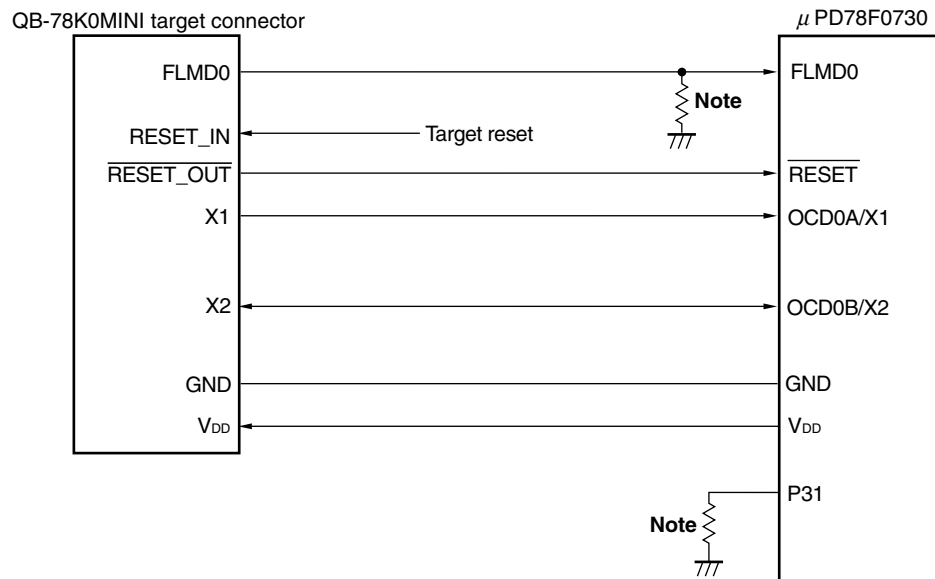 QB-78K0MINI target connector
μ PD78F0730
FLMD0
FLMD0
Note
RESET_IN
Target reset
RESET_OUT
RESET
X1
OCD0A/X1
X2
OCD0B/X2
GND
GND
VDD
VDD
P31
Note